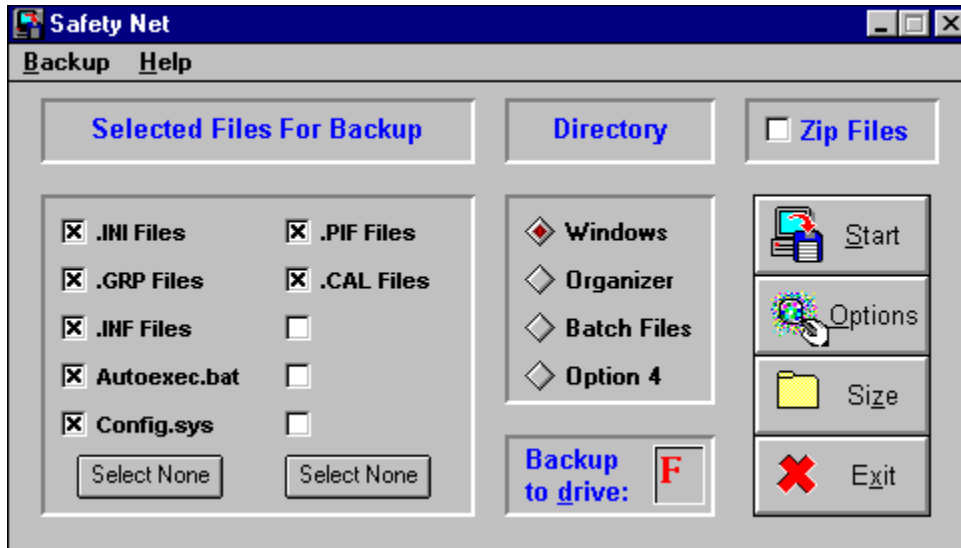 Safety Net
Backup Help
Selected Files For Backup
Directory
Zip Files
.INI Files
.PIF Files
.GRP Files
.CAL Files
.INF Files
Autoexec.bat
Config.sys
Select None
Select None
Windows
Organizer
Batch Files
Option 4
Backup
to drive:
F
Start
Options
Size
Exit